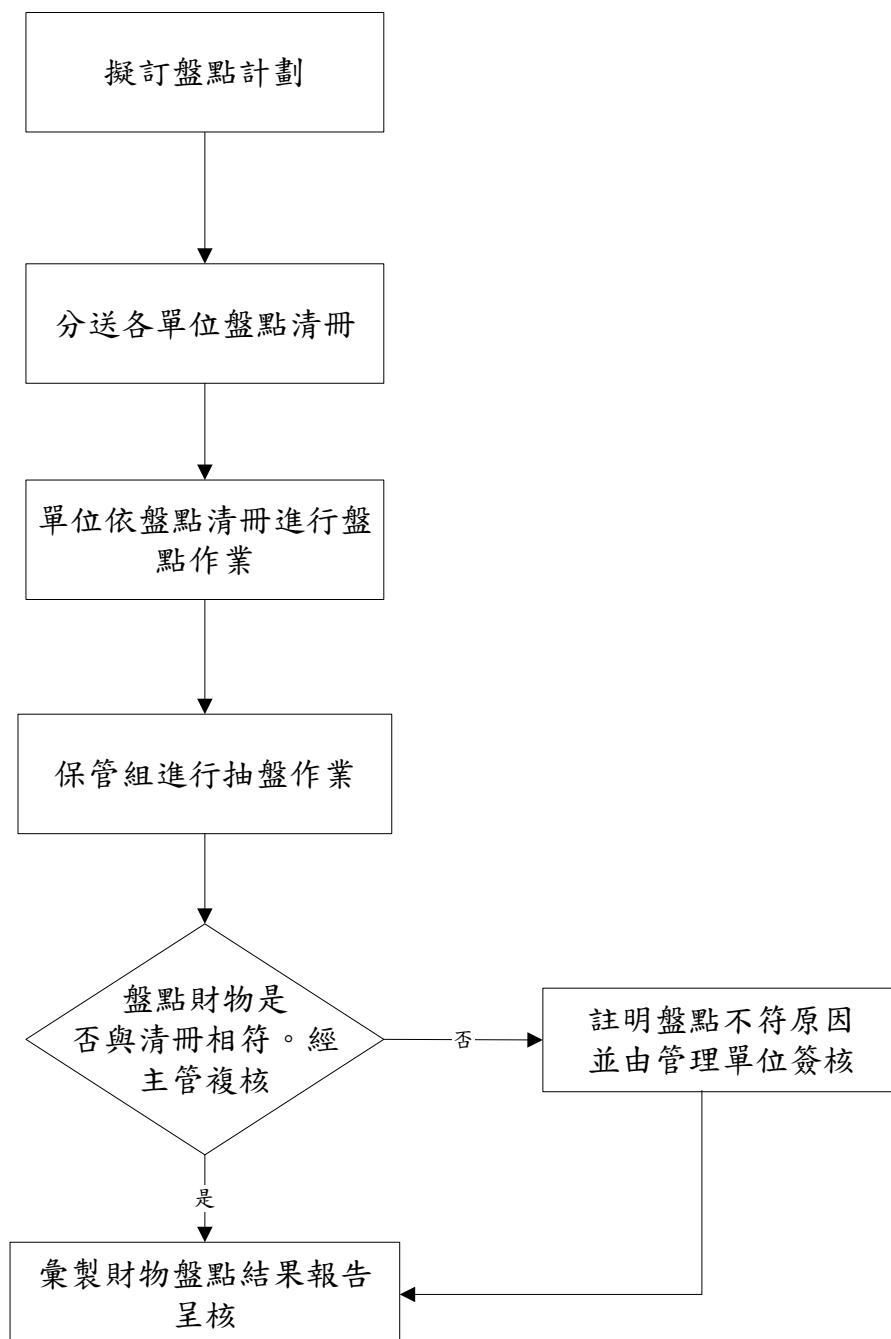 擬訂盤點計劃
分送各單位盤點清冊
單位依盤點清冊進行盤
點作業
保管組進行抽盤作業
盤點財物是
否與清冊相符。經
主管複核
否
註明盤點不符原因
並由管理單位簽核
是
彙製財物盤點結果報告
呈核